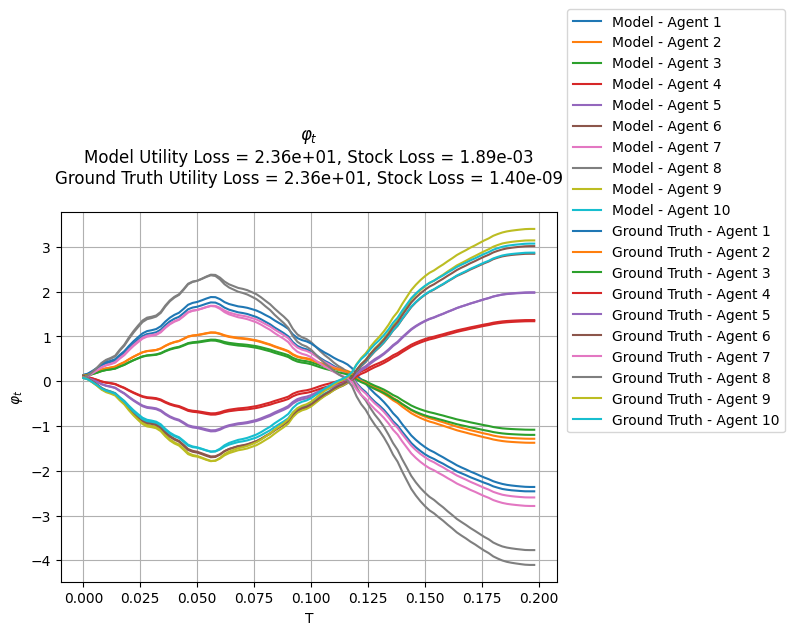 φ_t
Model Utility Loss = 2.36e+01, Stock Loss = 1.89e-03
Ground Truth Utility Loss = 2.36e+01, Stock Loss = 1.40e-09
Model - Agent 1
Model - Agent 2
Model - Agent 3
Model - Agent 4
Model - Agent 5
Model - Agent 6
Model - Agent 7
Model - Agent 8
Model - Agent 9
Model - Agent 10
Ground Truth - Agent 1
Ground Truth - Agent 2
Ground Truth - Agent 3
Ground Truth - Agent 4
Ground Truth - Agent 5
Ground Truth - Agent 6
Ground Truth - Agent 7
Ground Truth - Agent 8
Ground Truth - Agent 9
Ground Truth - Agent 10
φ_t
3
2
1
0
−1
−2
−3
−4
0.000 0.025 0.050 0.075 0.100 0.125 0.150 0.175 0.200
T